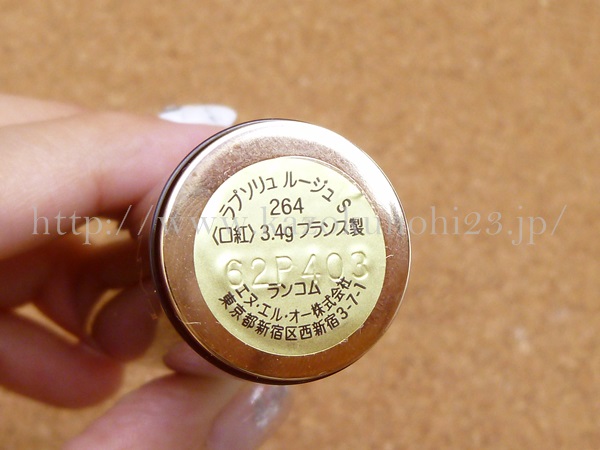 ラプソリュ ルージュ S
264
〈口紅〉 3.4g フランス製
62P403
ランコム
エヌ・エル・オー株式会社
東京都新宿区西新宿3-7-1
http://www.kazokunohi23.jp/